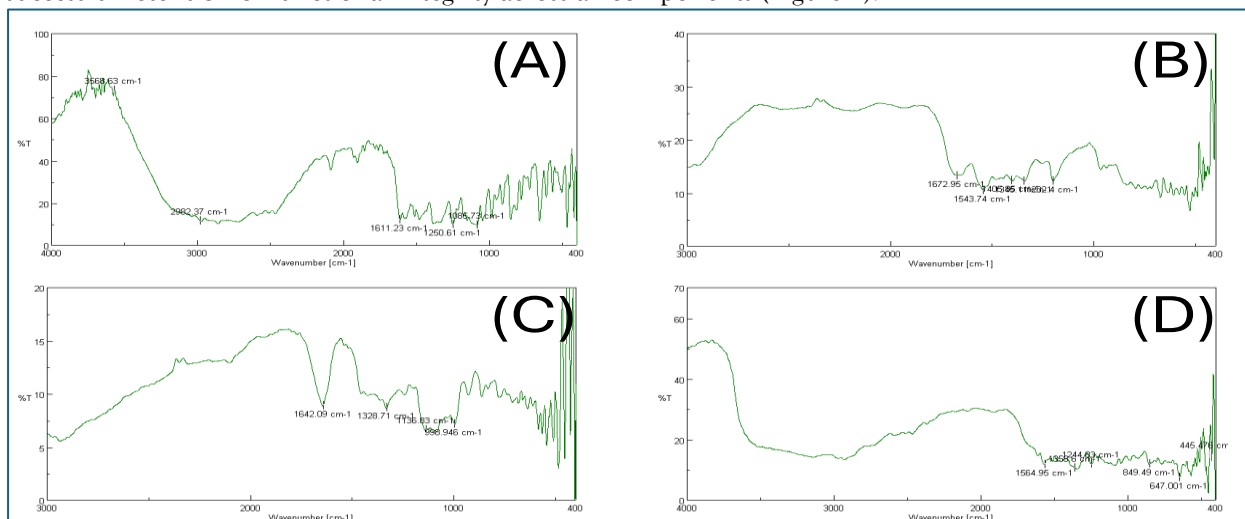 (A)
100
80
60
%T
40
20
0
3568.63 cm-1
2982.37 cm-1
1611.23 cm-1
1250.61 cm-1
1085.73 cm-1
4000 3000 2000 1000 400
Wavenumber [cm-1]
(B)
40
30
%T
20
10
0
1672.95 cm-1
1543.74 cm-1
3000 2000 1000 400
Wavenumber [cm-1]
(C)
20
15
%T
10
5
0
1642.09 cm-1
1328.71 cm-1
1136.83 cm-1
998.946 cm-1
3000 2000 1000 400
Wavenumber [cm-1]
(D)
70
60
40
%T
20
0
1564.95 cm-1
849.49 cm-1
647.001 cm-1
445.476 cm
4000 3000 2000 1000 400
Wavenumber [cm-1]